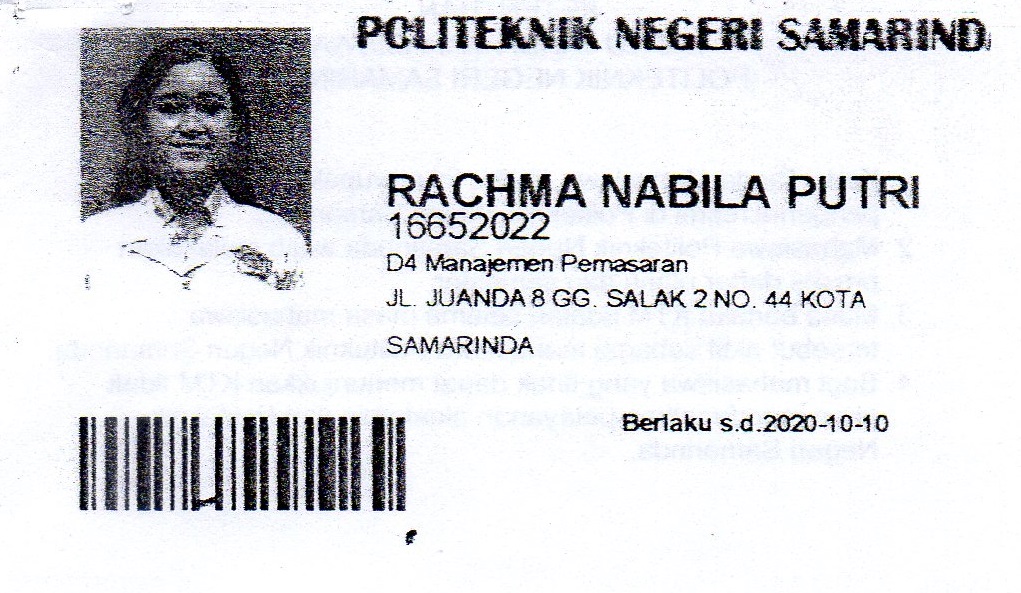 POLITEKNIK NEGERI SAMARIND
RACHMA NABILA PUTRI
16652022
D4 Manajemen Pemasaran
JL. JUANDA 8 GG. SALAK 2 NO. 44 KOTA
SAMARINDA
Berlaku s.d.2020-10-10